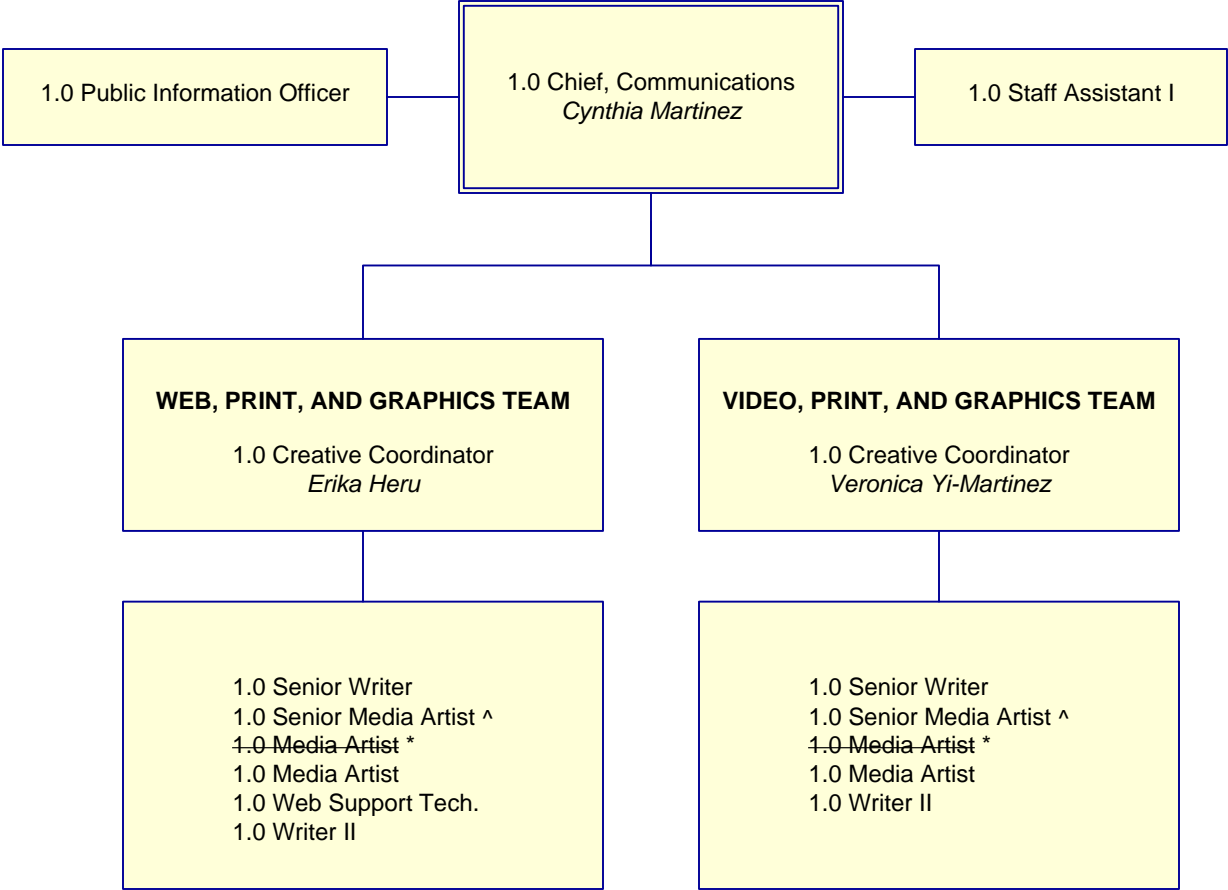 1.0 Public Information Officer
1.0 Chief, Communications
Cynthia Martinez
1.0 Staff Assistant I
WEB, PRINT, AND GRAPHICS TEAM
1.0 Creative Coordinator
Erika Heru
VIDEO, PRINT, AND GRAPHICS TEAM
1.0 Creative Coordinator
Veronica Yi-Martinez
1.0 Senior Writer
1.0 Senior Media Artist ^
1.0 Media Artist *
1.0 Media Artist
1.0 Web Support Tech.
1.0 Writer II
1.0 Senior Writer
1.0 Senior Media Artist ^
1.0 Media Artist *
1.0 Media Artist
1.0 Writer II